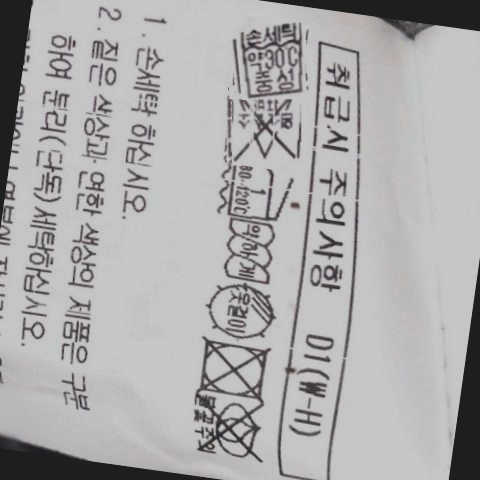 취급시 주의사항 D1(W-H)
손세탁
약30℃
중성
80~120℃
약하게
옷걸이
1. 손세탁 하십시오.
2. 짙은 색상과 연한 색상의 제품은 구분
하여 분리(단독)세탁하십시오.